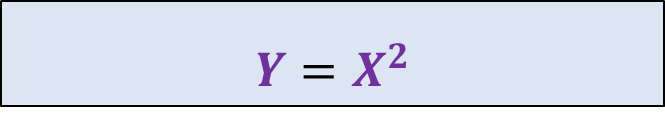 Y = X²